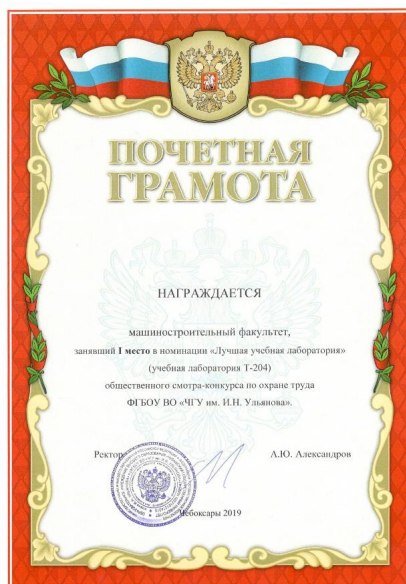 ПОЧЕТНАЯ
ГРАМОТА
НАГРАЖДАЕТСЯ
машиностроительный факультет,
занявший I место в номинации «Лучшая учебная лаборатория»
(учебная лаборатория Т-204)
общественного смотра-конкурса по охране труда
ФГБОУ ВО «ЧГУ им. И.Н. Ульянова».
Ректор А.Ю. Александров
Чебоксары 2019